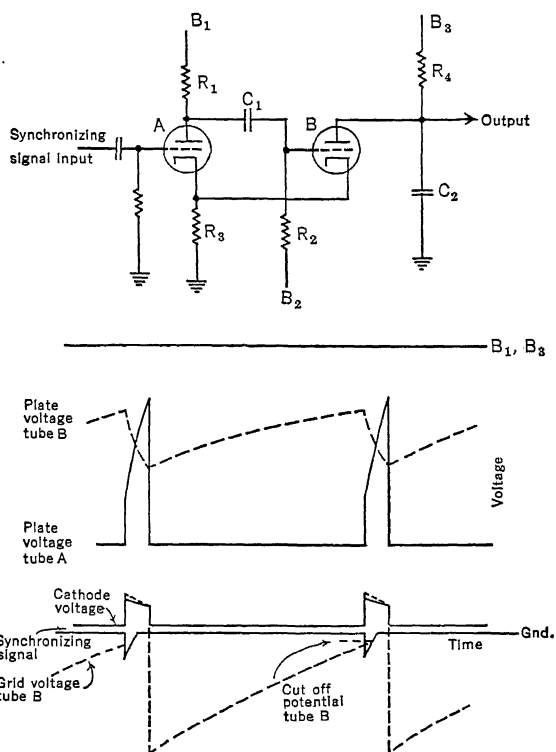 B1
B3
R1
R4
C1
A
B
Output
Synchronizing
signal input
C2
R3
R2
B2
B1, B3
Plate
voltage
tube B
Voltage
Plate
voltage
tube A
Cathode
voltage
Synchronizing
signal
Gnd.
Time
Grid voltage
tube B
Cut off
potential
tube B